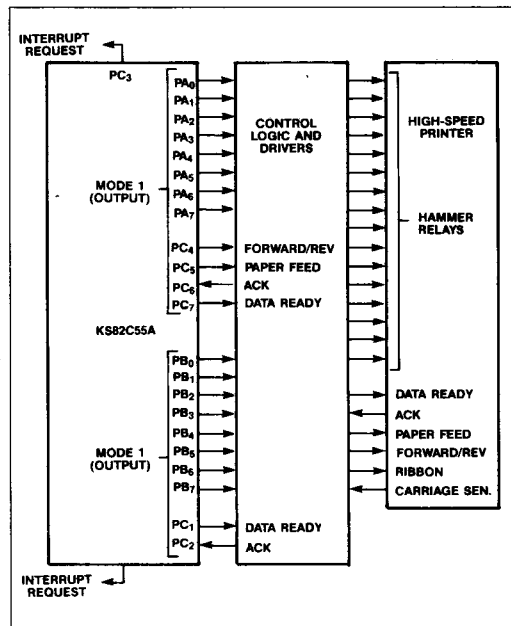 INTERRUPT
REQUEST
PC3
PA0
PA1
PA2
PA3
PA4
PA5
PA6
PA7
MODE 1
(OUTPUT)
PC4
PC5
PC6
PC7
KS82C55A
PB0
PB1
PB2
PB3
PB4
PB5
PB6
PB7
MODE 1
(OUTPUT)
PC1
PC2
INTERRUPT
REQUEST
CONTROL
LOGIC AND
DRIVERS
FORWARD/REV
PAPER FEED
ACK
DATA READY
DATA READY
ACK
HIGH-SPEED
PRINTER
HAMMER
RELAYS
DATA READY
ACK
PAPER FEED
FORWARD/REV
RIBBON
CARRIAGE SEN.